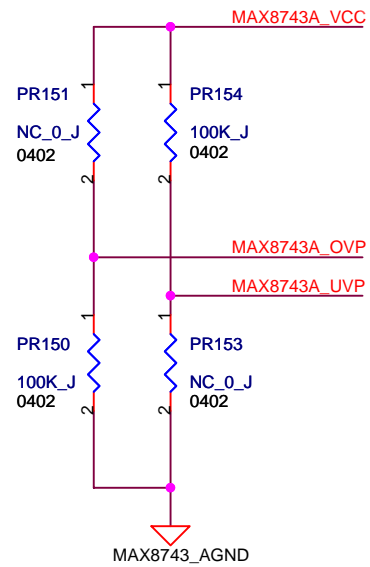 MAX8743A_VCC
1
1
PR151
PR154
NC_0_J
100K_J
0402
0402
2
2
MAX8743A_OVP
MAX8743A_UVP
1
1
PR150
PR153
100K_J
NC_0_J
0402
0402
2
2
MAX8743_AGND